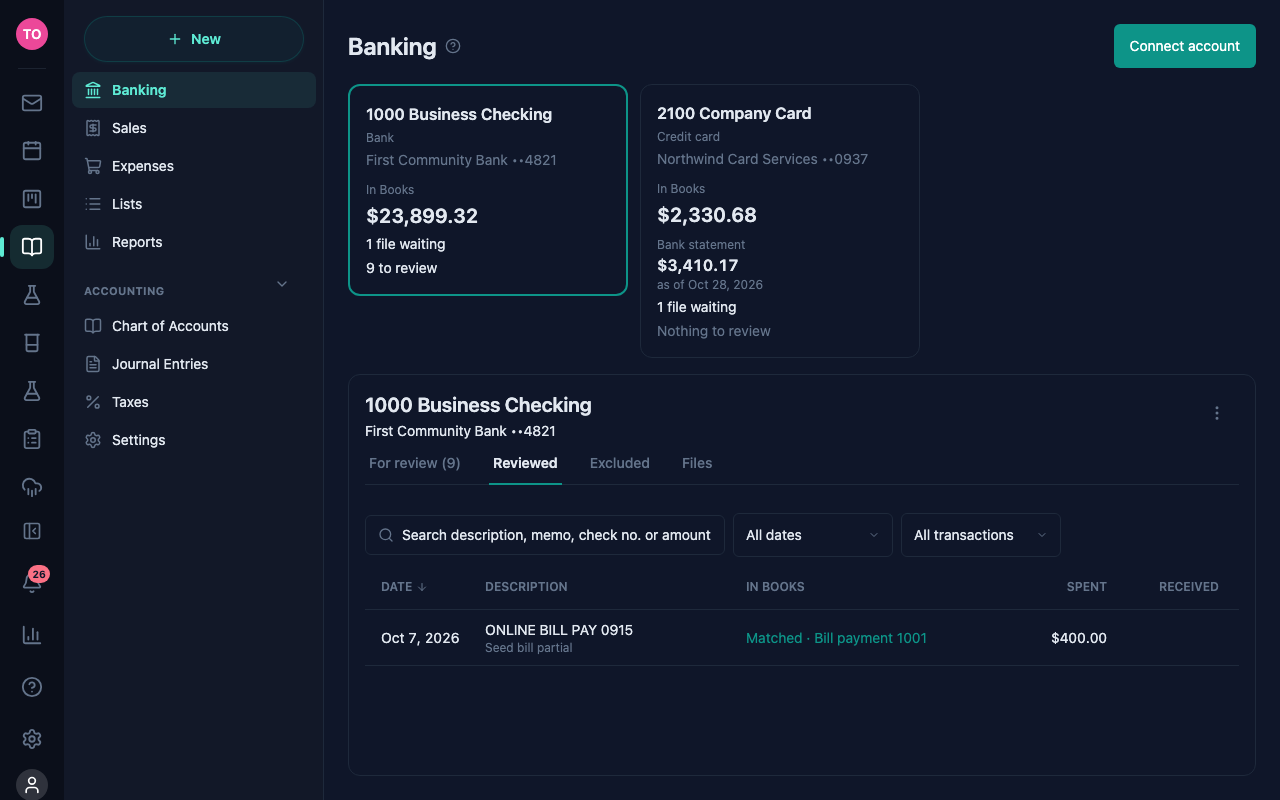 TO
New
Banking
Sales
Expenses
Lists
Reports
ACCOUNTING
Chart of Accounts
Journal Entries
Taxes
Settings
26
Banking
Connect account
1000 Business Checking
Bank
First Community Bank ••4821
In Books
$23,899.32
1 file waiting
9 to review
2100 Company Card
Credit card
Northwind Card Services ••0937
In Books
$2,330.68
Bank statement
$3,410.17
as of Oct 28, 2026
1 file waiting
Nothing to review
1000 Business Checking
First Community Bank ••4821
For review (9) Reviewed Excluded Files
Search description, memo, check no. or amount All dates All transactions
DATE DESCRIPTION IN BOOKS SPENT RECEIVED
Oct 7, 2026 ONLINE BILL PAY 0915 Matched · Bill payment 1001 $400.00
Seed bill partial